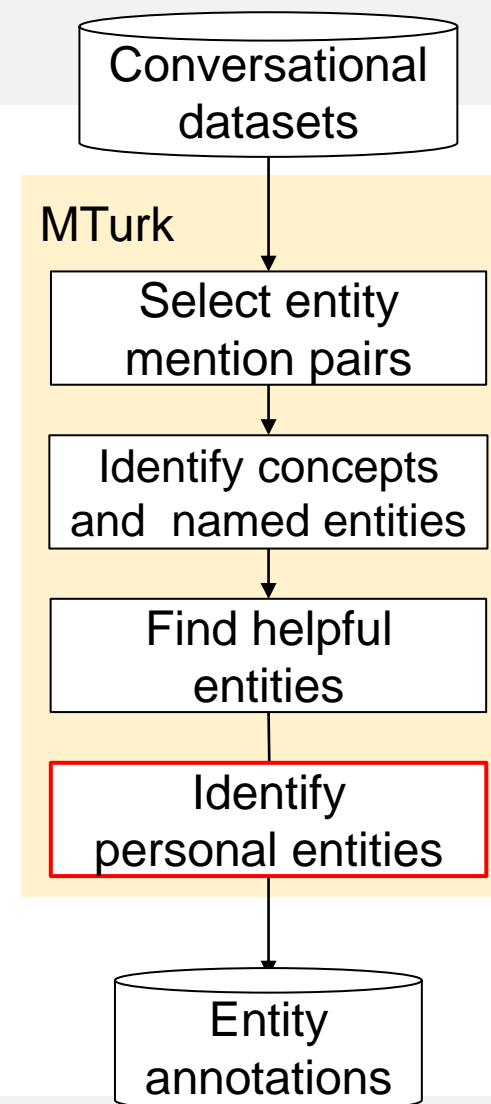 Conversational
datasets
MTurk
Select entity
mention pairs
Identify concepts
and named entities
Find helpful
entities
Identify
personal entities
Entity
annotations